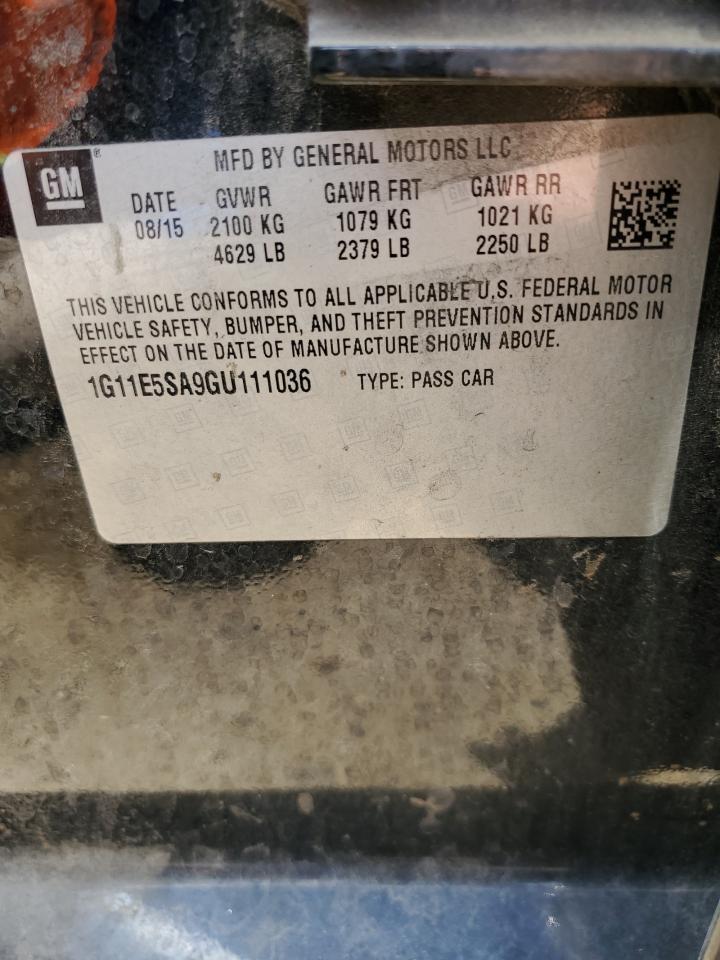 GM®
MFD BY GENERAL MOTORS LLC
DATE GVWR GAWR FRT GAWR RR
08/15 2100 KG 1079 KG 1021 KG
4629 LB 2379 LB 2250 LB
THIS VEHICLE CONFORMS TO ALL APPLICABLE U.S. FEDERAL MOTOR
VEHICLE SAFETY, BUMPER, AND THEFT PREVENTION STANDARDS IN
EFFECT ON THE DATE OF MANUFACTURE SHOWN ABOVE.
1G11E5SA9GU111036 TYPE: PASS CAR